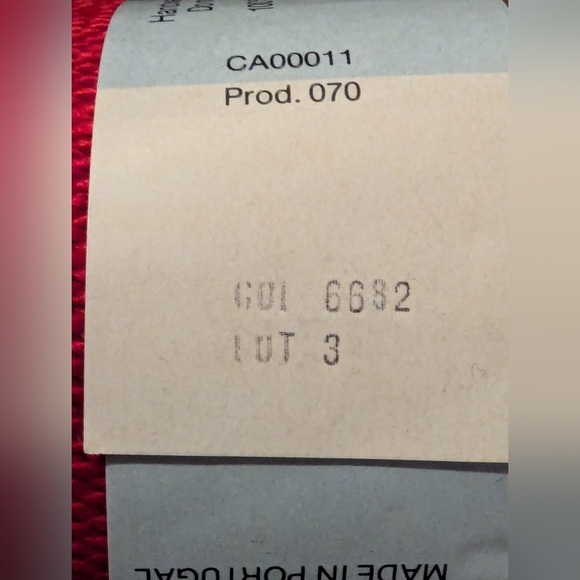 CA00011
Prod. 070
COL 6682
LOT 3
MADE IN PORTUGAL